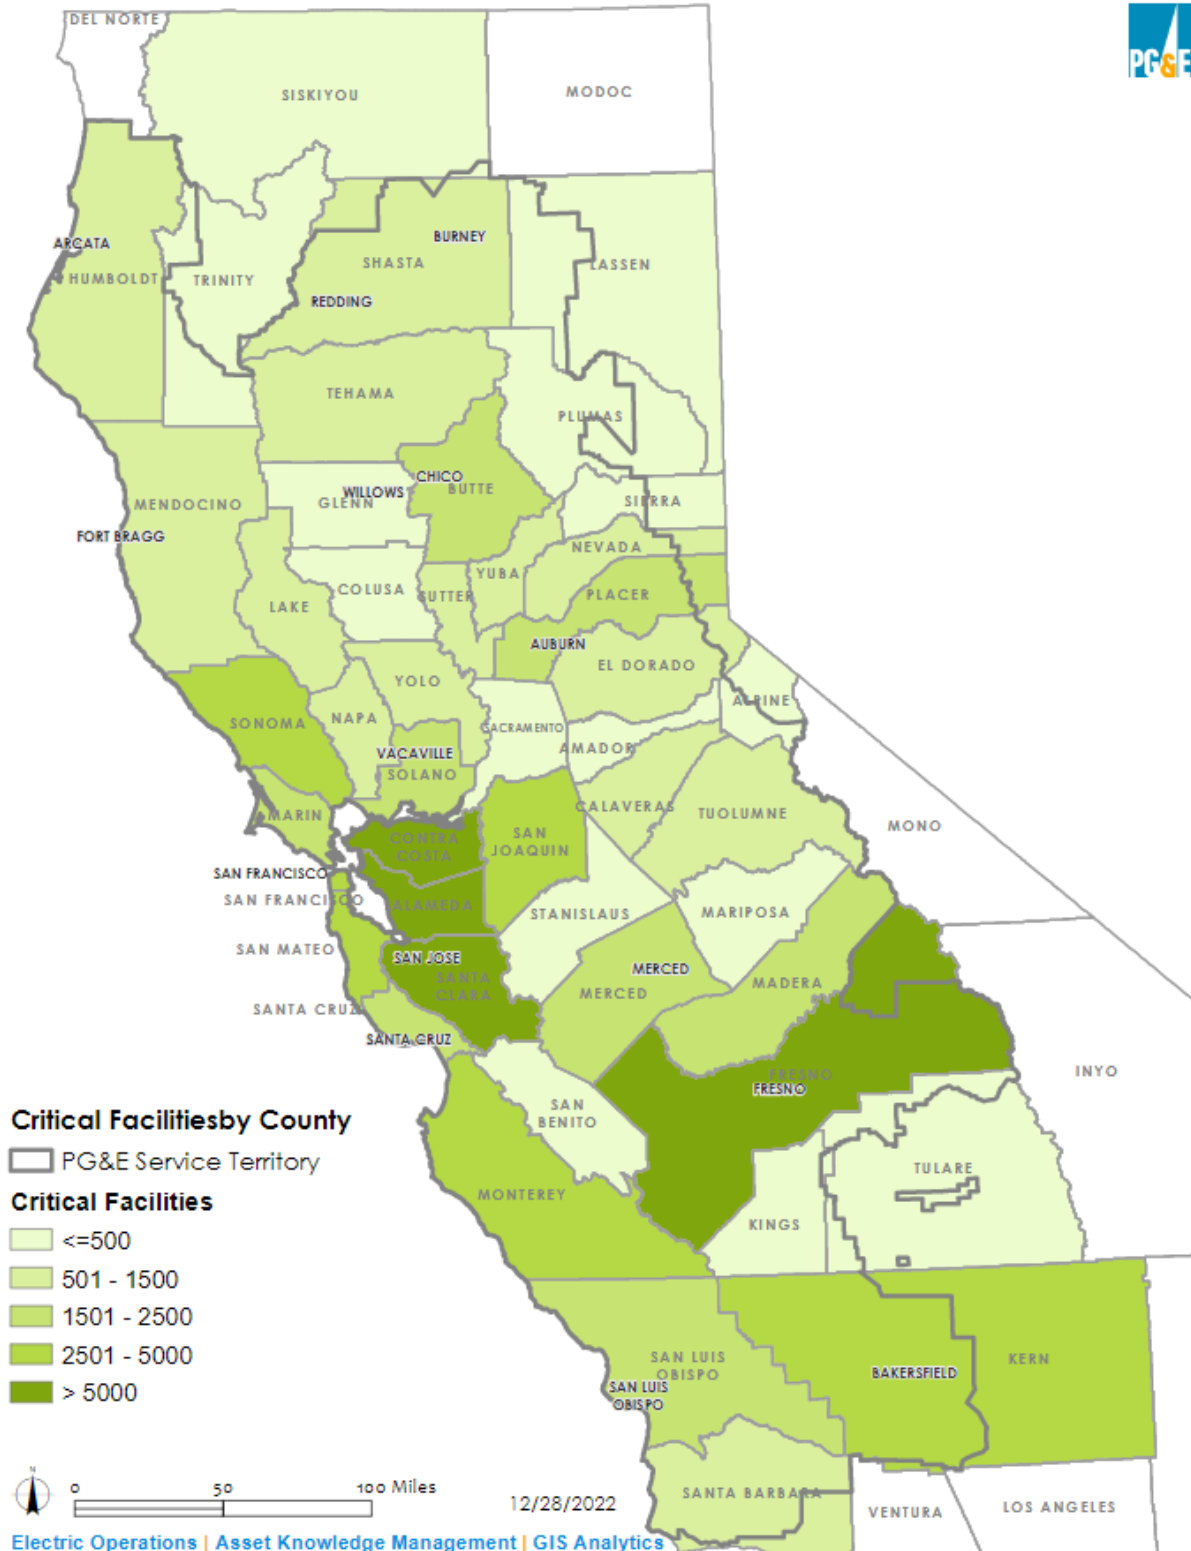 DEL NORTE
PG&E
SISKIYOU
MODOC
ARCATA
HUMBOLDT
TRINITY
BURNEY
SHASTA
REDDING
LASSEN
TEHAMA
PLUMAS
CHICO
BUTTE
WILLOWS
GLENN
SIERRA
MENDOCINO
FORT BRAGG
NEVADA
YUBA
COLUSA
SUTTER
PLACER
LAKE
AUBURN
EL DORADO
YOLO
ALPINE
NAPA
SONOMA
SACRAMENTO
AMADOR
VACAVILLE
SOLANO
CALAVERAS
TUOLUMNE
MARIN
MONO
CONTRA
COSTA
SAN
JOAQUIN
SAN FRANCISCO
SAN FRANCISCO
ALAMEDA
STANISLAUS
MARIPOSA
SAN MATEO
SAN JOSE
SANTA
CLARA
MERCED
MERCED
MADERA
SANTA CRUZ
SANTA CRUZ
FRESNO
FRESNO
INYO
SAN
BENITO
Critical Facilitiesby County
PG&E Service Territory
TULARE
MONTEREY
KINGS
Critical Facilities
<=500
501 - 1500
1501 - 2500
2501 - 5000
> 5000
SAN LUIS
OBISPO
SAN LUIS
OBISPO
BAKERSFIELD
KERN
N
0 50 100 Miles
12/28/2022
SANTA BARBARA
VENTURA
LOS ANGELES
Electric Operations | Asset Knowledge Management | GIS Analytics